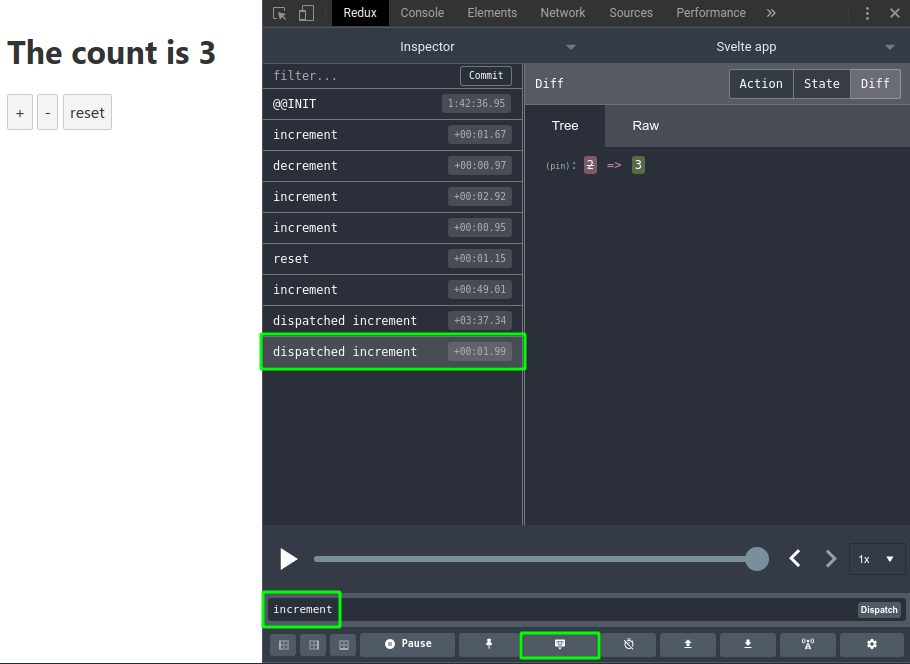 The count is 3
+ - reset
Redux Console Elements Network Sources Performance »
Inspector Svelte app
filter... Commit
@@INIT 1:42:36.95
increment +00:01.67
decrement +00:00.97
increment +00:02.92
increment +00:00.95
reset +00:01.15
increment +00:49.01
dispatched increment +03:37.34
dispatched increment +00:01.99
Diff Action State Diff
Tree Raw
(pin): 2 => 3
1x
increment Dispatch
Pause